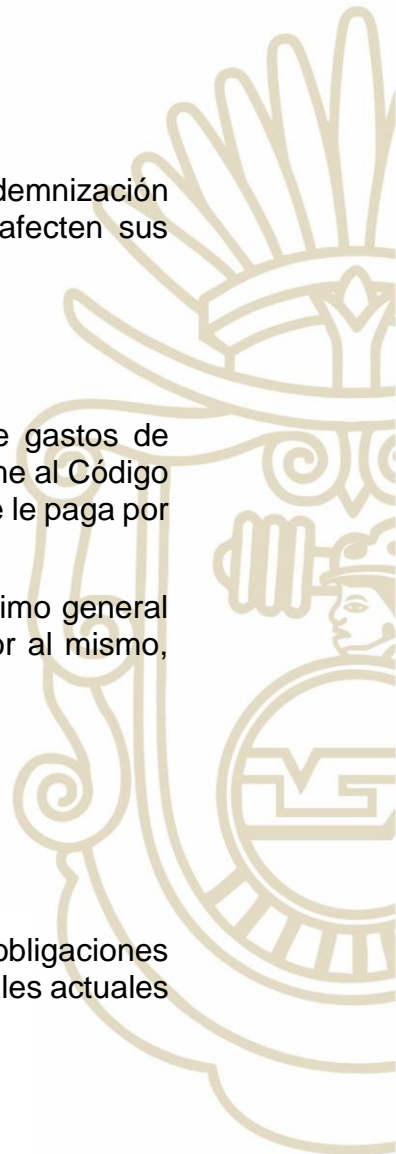 demnización
afecten sus
e gastos de
ne al Código
e le paga por
imo general
or al mismo,
obligaciones
les actuales